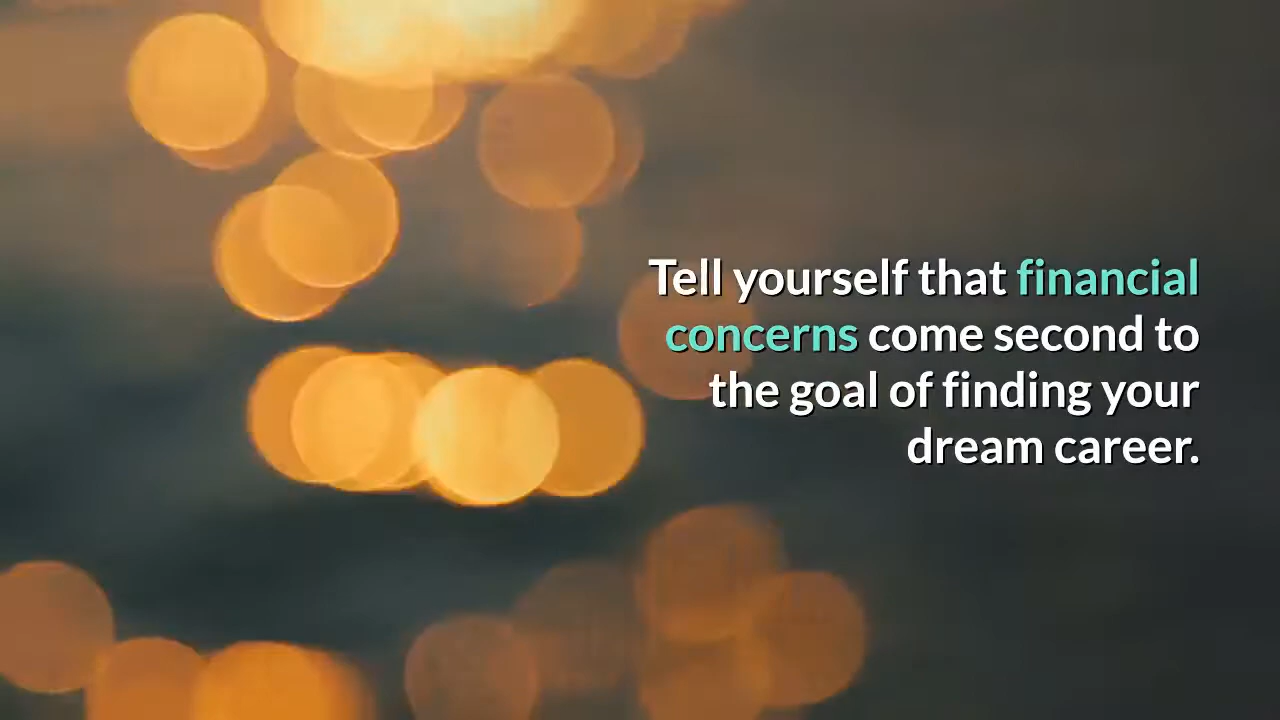 Tell yourself that financial
concerns come second to
the goal of finding your
dream career.